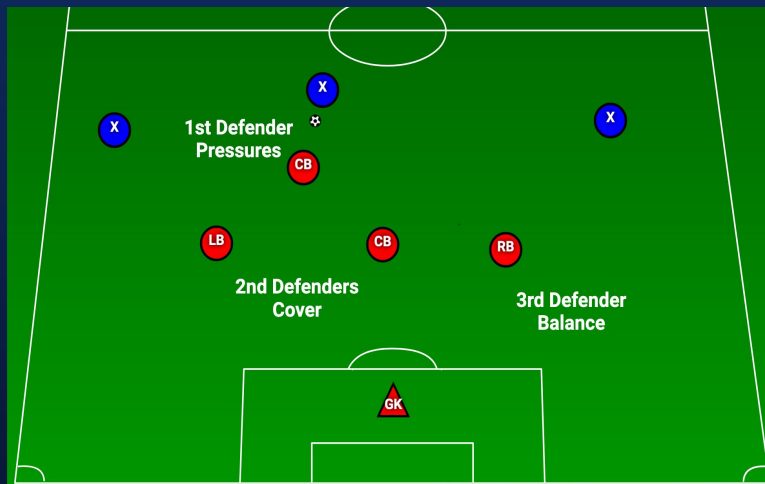 X
X
X
1st Defender
Pressures
CB
LB
CB
RB
2nd Defenders
Cover
3rd Defender
Balance
GK